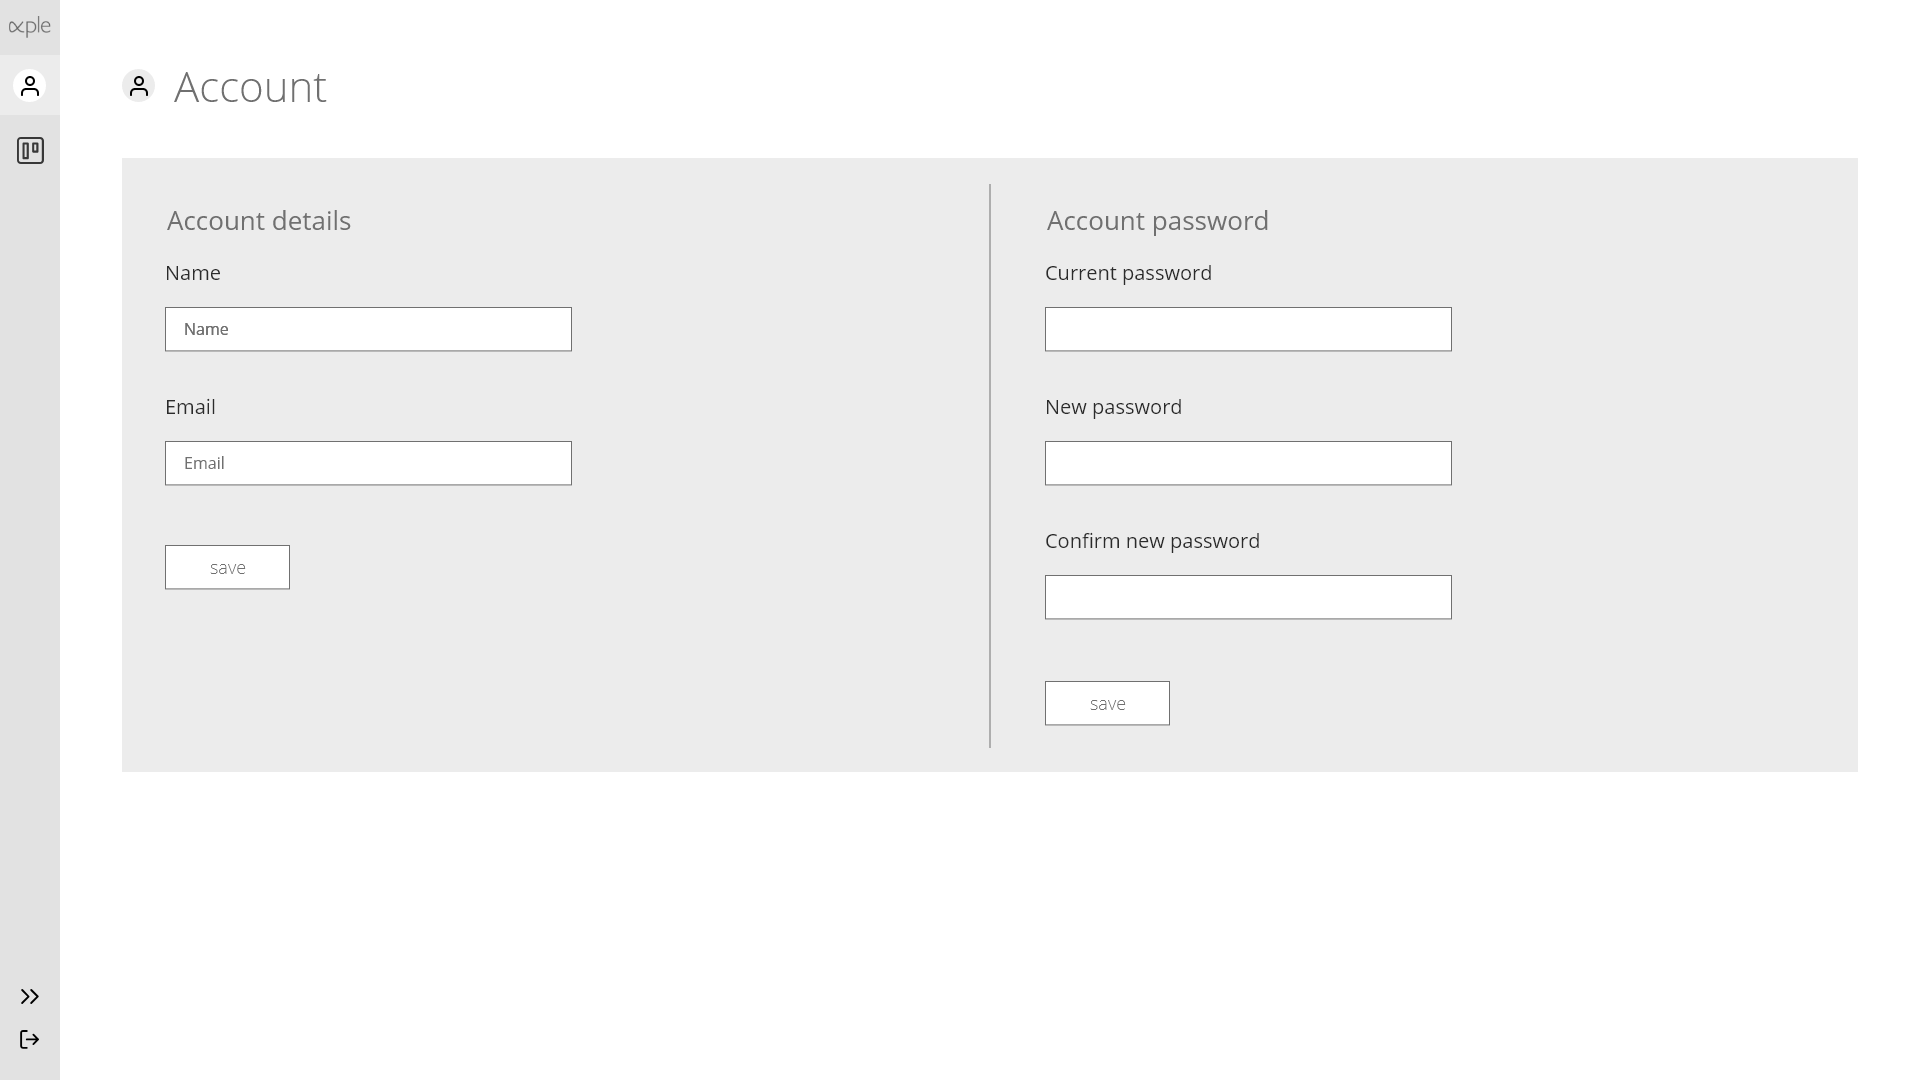 ∝ple
Account
Account details
Name
Name
Email
Email
save
Account password
Current password
New password
Confirm new password
save